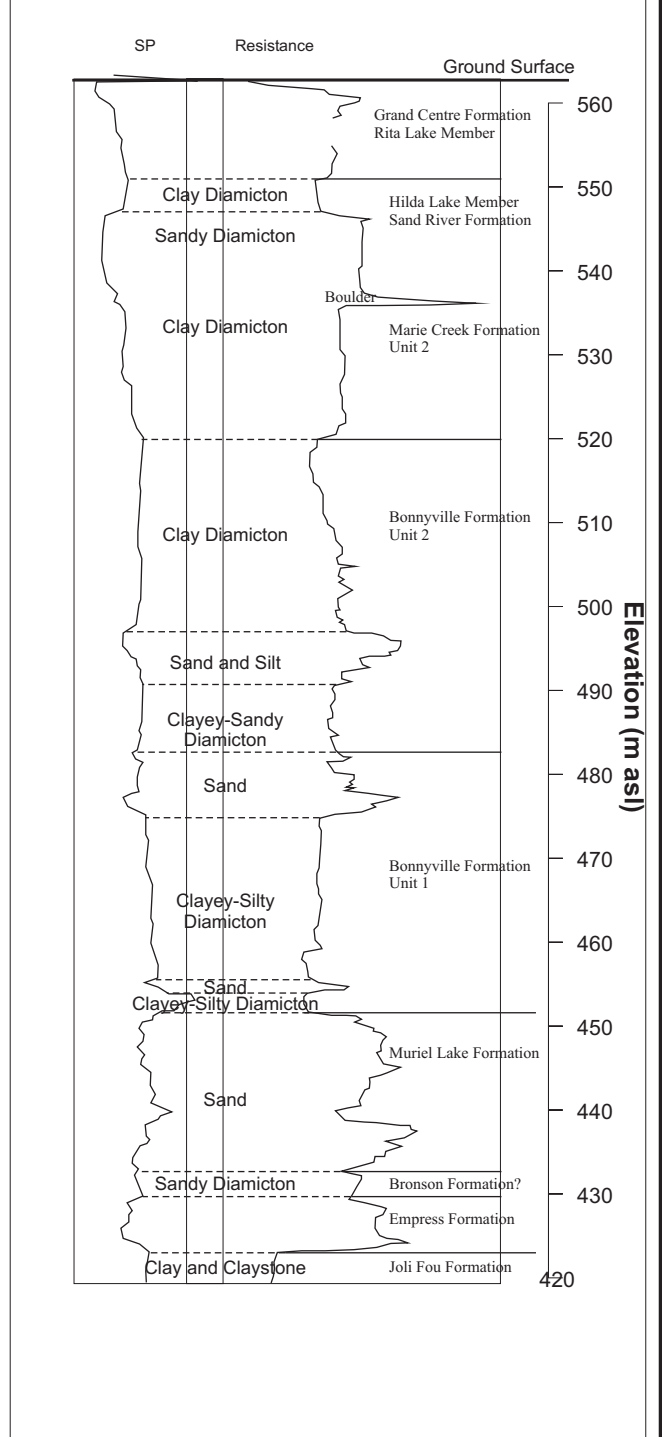 SP Resistance
Ground Surface
560
Grand Centre Formation
Rita Lake Member
550
Clay Diamicton
Hilda Lake Member
Sand River Formation
Sandy Diamicton
540
Boulder
Clay Diamicton
Marie Creek Formation
Unit 2
530
520
Bonnyville Formation
Unit 2
510
Clay Diamicton
500
Elevation (m asl)
Sand and Silt
490
Clayey-Sandy
Diamicton
480
Sand
470
Bonnyville Formation
Unit 1
Clayey-Silty
Diamicton
460
Sand
Clayey-Silty Diamicton
450
Muriel Lake Formation
Sand
440
Sandy Diamicton
Bronson Formation?
430
Empress Formation
Clay and Claystone
Joli Fou Formation
420